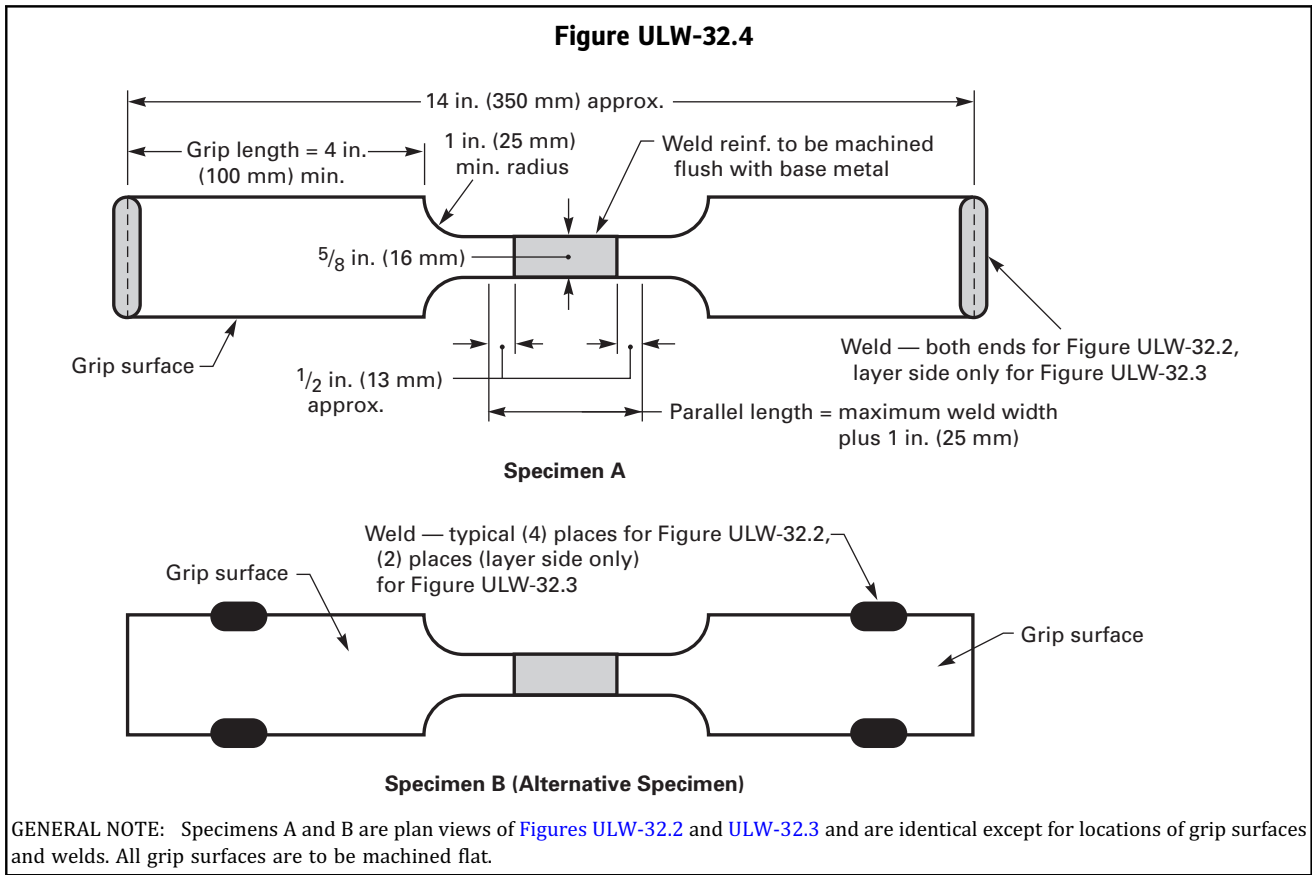 Figure ULW-32.4
14 in. (350 mm) approx.
Grip length = 4 in.
(100 mm) min.
1 in. (25 mm)
min. radius
Weld reinf. to be machined
flush with base metal
5/8 in. (16 mm)
Grip surface
1/2 in. (13 mm)
approx.
Weld — both ends for Figure ULW-32.2,
layer side only for Figure ULW-32.3
Parallel length = maximum weld width
plus 1 in. (25 mm)
Specimen A
Weld — typical (4) places for Figure ULW-32.2,
(2) places (layer side only)
for Figure ULW-32.3
Grip surface
Grip surface
Specimen B (Alternative Specimen)
GENERAL NOTE: Specimens A and B are plan views of Figures ULW-32.2 and ULW-32.3 and are identical except for locations of grip surfaces
and welds. All grip surfaces are to be machined flat.